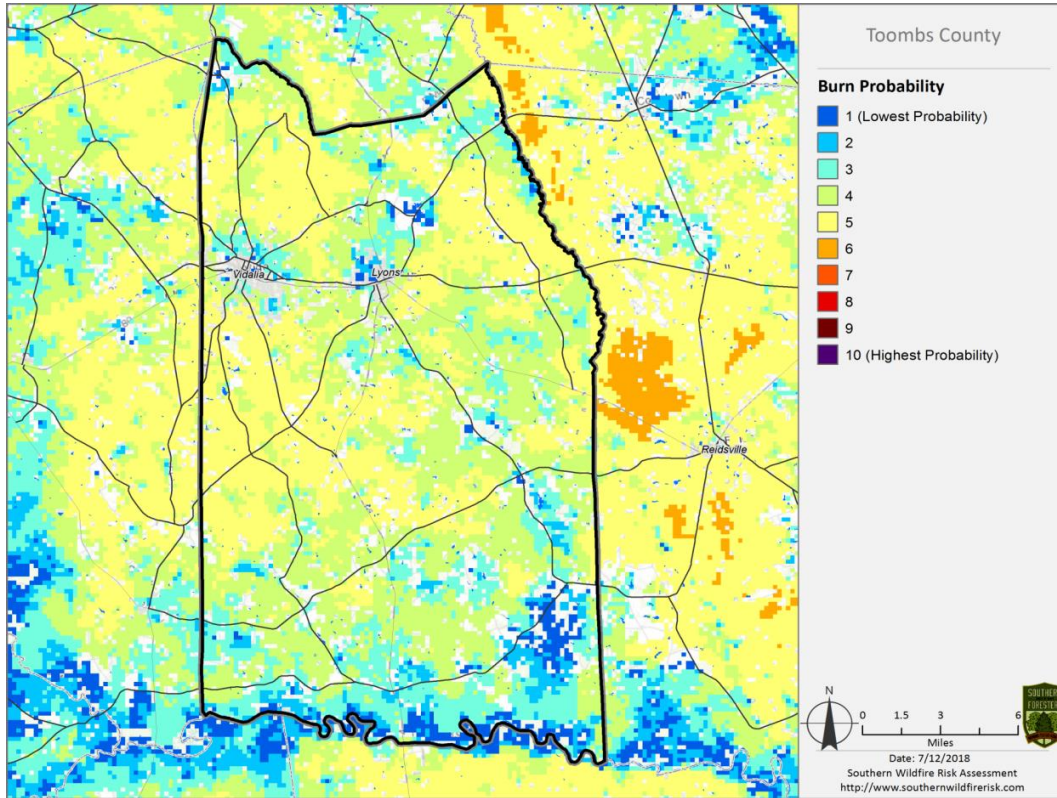 Toombs County
Burn Probability
1 (Lowest Probability)
2
3
4
5
6
7
8
9
10 (Highest Probability)
Vidalia
Lyons
Reidsville
N
0 1.5 3 6
Miles
SOUTHERN
Date: 7/12/2018
Southern Wildfire Risk Assessment
http://www.southernwildfirerisk.com